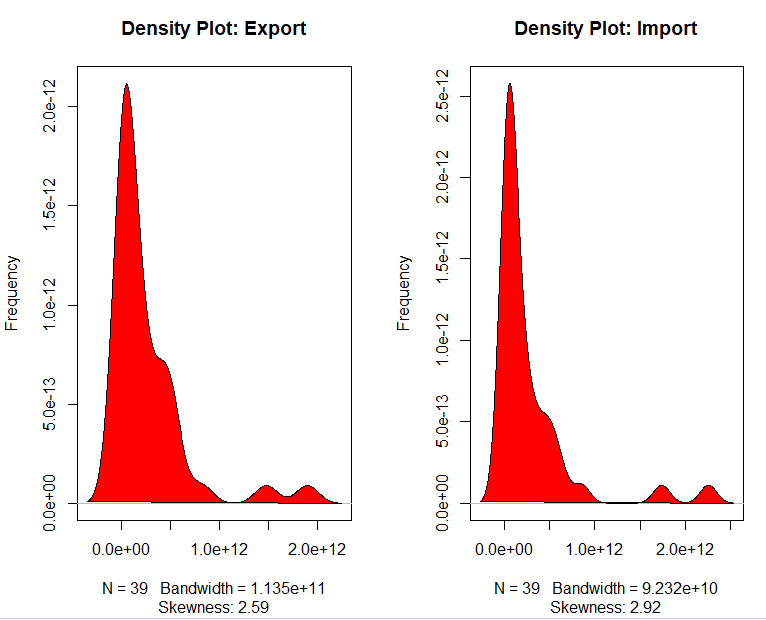 Density Plot: Export
Frequency
0.0e+00 5.0e-13 1.0e-12 1.5e-12 2.0e-12
0.0e+00 1.0e+12 2.0e+12
N = 39 Bandwidth = 1.135e+11
Skewness: 2.59
Density Plot: Import
Frequency
0.0e+00 5.0e-13 1.0e-12 1.5e-12 2.0e-12 2.5e-12
0.0e+00 1.0e+12 2.0e+12
N = 39 Bandwidth = 9.232e+10
Skewness: 2.92